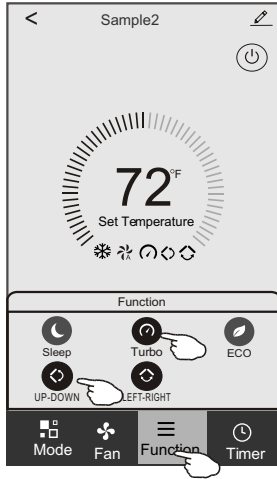 < Sample2
72°F
Set Temperature
A
Function
Sleep Turbo ECO
UP-DOWN LEFT-RIGHT
Mode Fan Function Timer